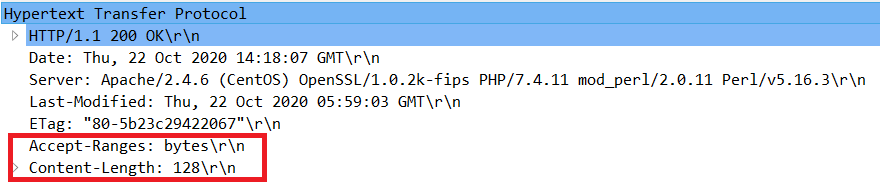 Hypertext Transfer Protocol
HTTP/1.1 200 OK\r\n
Date: Thu, 22 Oct 2020 14:18:07 GMT\r\n
Server: Apache/2.4.6 (CentOS) OpenSSL/1.0.2k-fips PHP/7.4.11 mod_perl/2.0.11 Perl/v5.16.3\r\n
Last-Modified: Thu, 22 Oct 2020 05:59:03 GMT\r\n
ETag: "80-5b23c29422067"\r\n
Accept-Ranges: bytes\r\n
Content-Length: 128\r\n